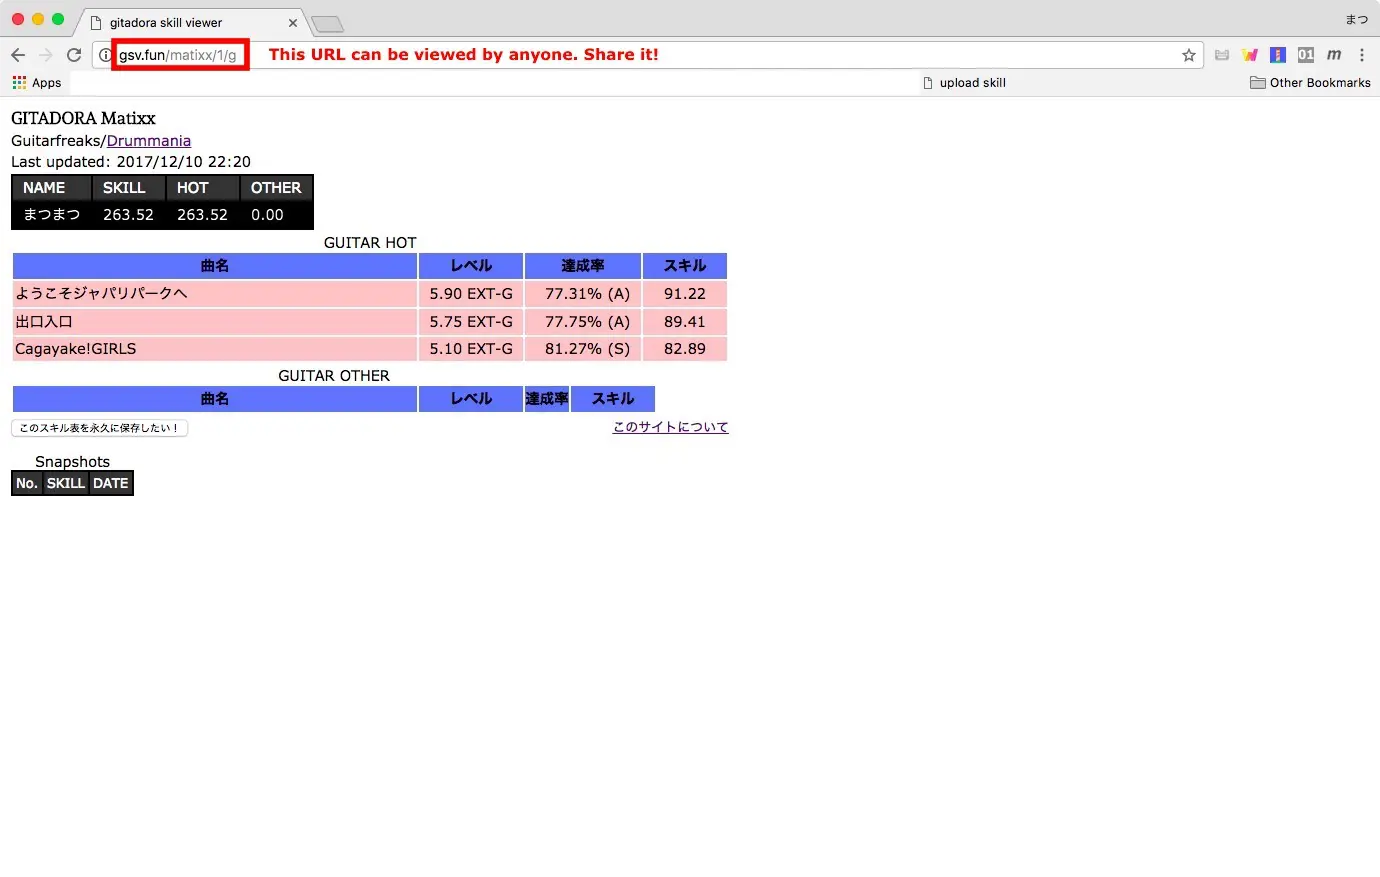 gitadora skill viewer
まつ
gsv.fun/matixx/1/g This URL can be viewed by anyone. Share it!
01 m
Apps upload skill Other Bookmarks
GITADORA Matixx
Guitarfreaks/Drummania
Last updated: 2017/12/10 22:20
NAME SKILL HOT OTHER
まつまつ 263.52 263.52 0.00
GUITAR HOT
曲名 レベル 達成率 スキル
ようこそジャパリパークへ 5.90 EXT-G 77.31% (A) 91.22
出口入口 5.75 EXT-G 77.75% (A) 89.41
Cagayake!GIRLS 5.10 EXT-G 81.27% (S) 82.89
GUITAR OTHER
曲名 レベル 達成率 スキル
このスキル表を永久に保存したい！ このサイトについて
Snapshots
No. SKILL DATE